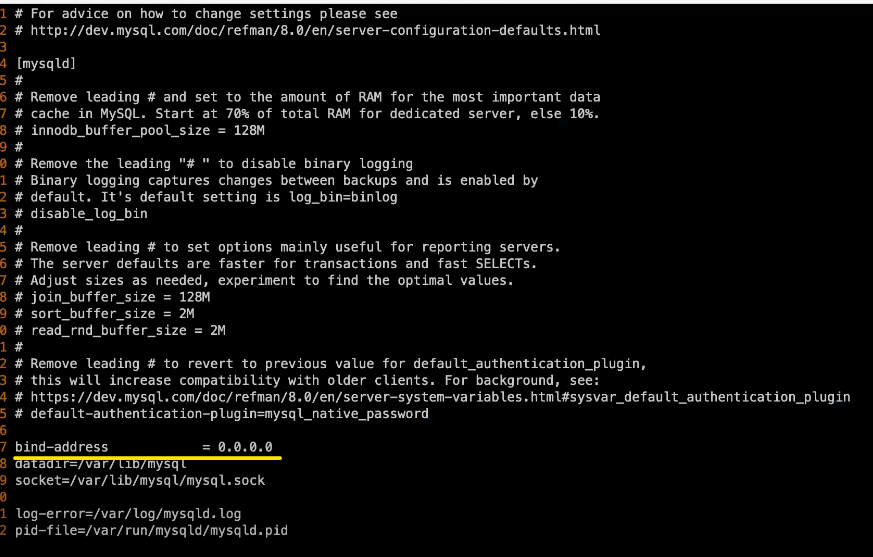 1 # For advice on how to change settings please see
2 # http://dev.mysql.com/doc/refman/8.0/en/server-configuration-defaults.html
3
4 [mysqld]
5 #
6 # Remove leading # and set to the amount of RAM for the most important data
7 # cache in MySQL. Start at 70% of total RAM for dedicated server, else 10%.
8 # innodb_buffer_pool_size = 128M
9 #
0 # Remove the leading "# " to disable binary logging
1 # Binary logging captures changes between backups and is enabled by
2 # default. It's default setting is log_bin=binlog
3 # disable_log_bin
4 #
5 # Remove leading # to set options mainly useful for reporting servers.
6 # The server defaults are faster for transactions and fast SELECTs.
7 # Adjust sizes as needed, experiment to find the optimal values.
8 # join_buffer_size = 128M
9 # sort_buffer_size = 2M
0 # read_rnd_buffer_size = 2M
1 #
2 # Remove leading # to revert to previous value for default_authentication_plugin,
3 # this will increase compatibility with older clients. For background, see:
4 # https://dev.mysql.com/doc/refman/8.0/en/server-system-variables.html#sysvar_default_authentication_plugin
5 # default-authentication-plugin=mysql_native_password
6
7 bind-address            = 0.0.0.0
8 datadir=/var/lib/mysql
9 socket=/var/lib/mysql/mysql.sock
0
1 log-error=/var/log/mysqld.log
2 pid-file=/var/run/mysqld/mysqld.pid